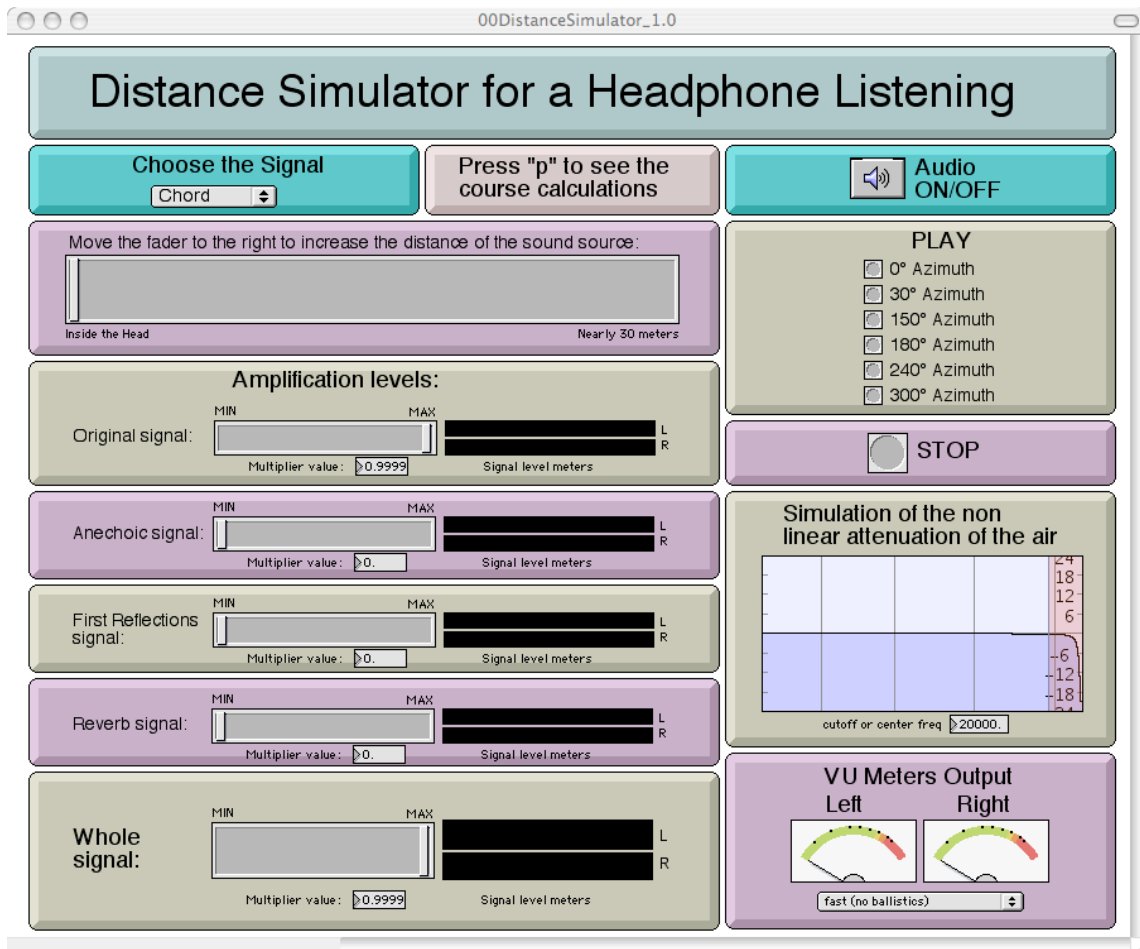 00DistanceSimulator_1.0
Distance Simulator for a Headphone Listening
Choose the Signal
Chord
Press "p" to see the
course calculations
Audio
ON/OFF
Move the fader to the right to increase the distance of the sound source:
Inside the Head
Nearly 30 meters
PLAY
0° Azimuth
30° Azimuth
150° Azimuth
180° Azimuth
240° Azimuth
300° Azimuth
Amplification levels:
MIN
MAX
Original signal:
L
R
Multiplier value:
0.9999
Signal level meters
STOP
MIN
MAX
Anechoic signal:
L
R
Multiplier value:
0.
Signal level meters
MIN
MAX
First Reflections
signal:
L
R
Multiplier value:
0.
Signal level meters
MIN
MAX
Reverb signal:
L
R
Multiplier value:
0.
Signal level meters
MIN
MAX
Whole
signal:
L
R
Multiplier value:
0.9999
Signal level meters
Simulation of the non
linear attenuation of the air
24
18
12
6
-6
-12
-18
24
cutoff or center freq
20000.
VU Meters Output
Left
Right
fast (no ballistics)